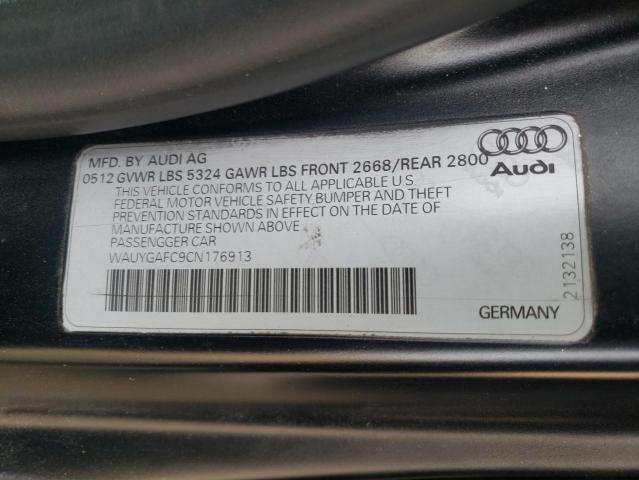 MFD. BY AUDI AG
0512 GVWR LBS 5324 GAWR LBS FRONT 2668/REAR 2800
THIS VEHICLE CONFORMS TO ALL APPLICABLE U.S.
FEDERAL MOTOR VEHICLE SAFETY,BUMPER AND THEFT
PREVENTION STANDARDS IN EFFECT ON THE DATE OF
MANUFACTURE SHOWN ABOVE
PASSENGGER CAR
WAUYGAFC9CN176913
Audi
2132138
GERMANY